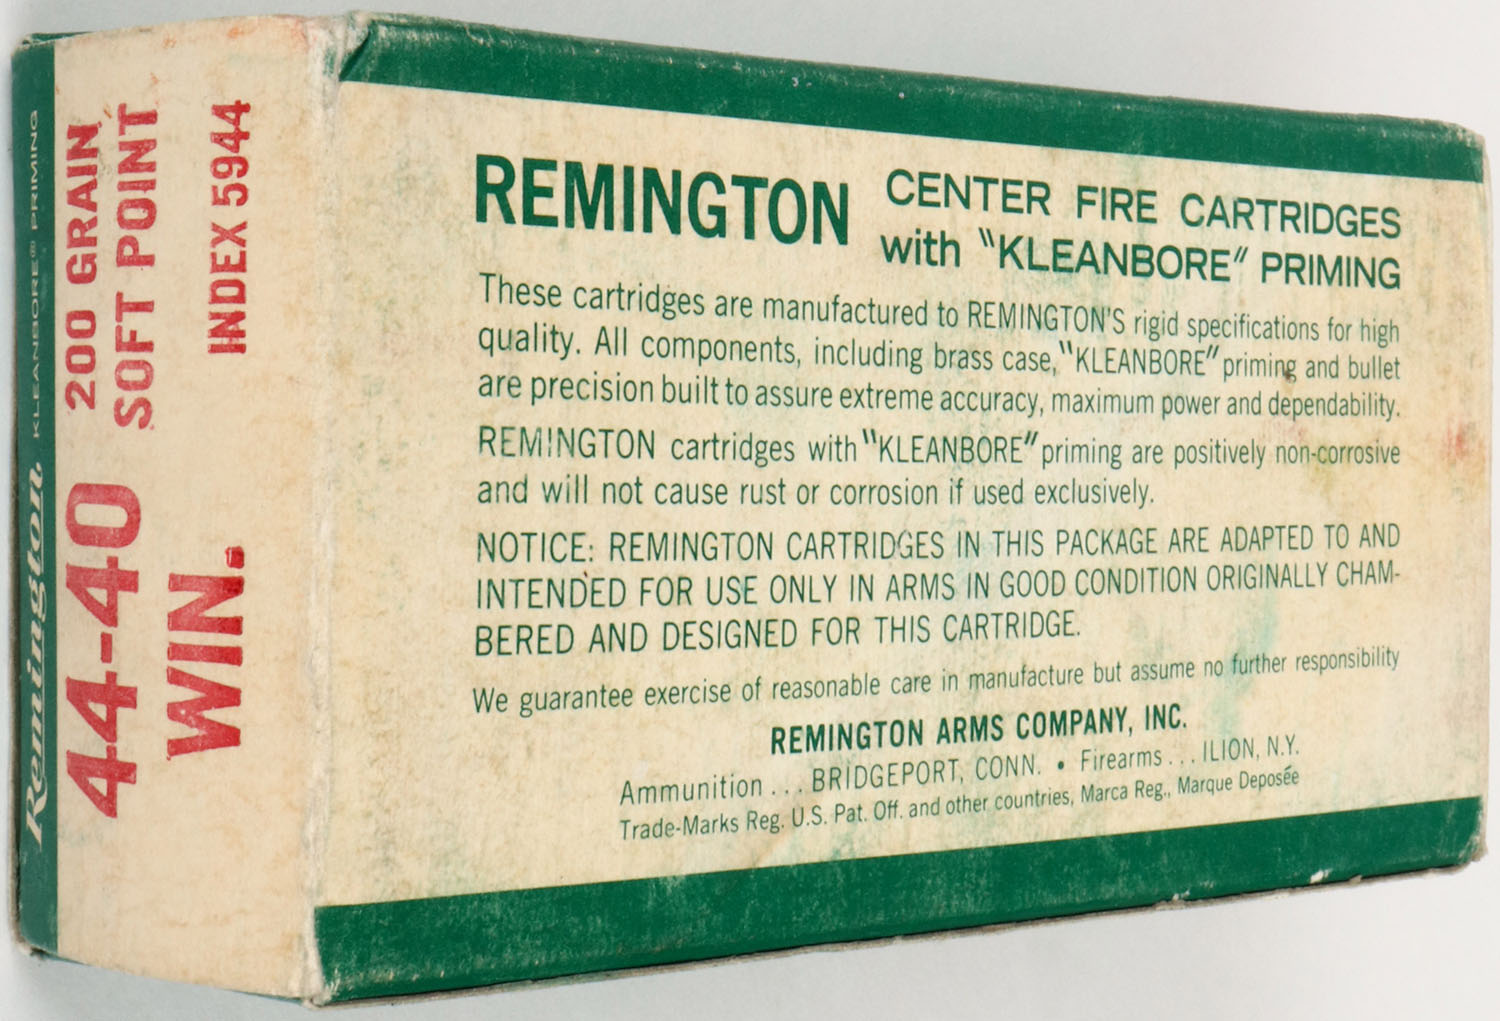 Remington. KLEANBORE® PRIMING
44-40 200 GRAIN
WIN. SOFT POINT
INDEX 5944
REMINGTON CENTER FIRE CARTRIDGES
with "KLEANBORE" PRIMING
These cartridges are manufactured to REMINGTON'S rigid specifications for high
quality. All components, including brass case, "KLEANBORE" priming and bullet
are precision built to assure extreme accuracy, maximum power and dependability.
REMINGTON cartridges with "KLEANBORE" priming are positively non-corrosive
and will not cause rust or corrosion if used exclusively.
NOTICE: REMINGTON CARTRIDGES IN THIS PACKAGE ARE ADAPTED TO AND
INTENDED FOR USE ONLY IN ARMS IN GOOD CONDITION ORIGINALLY CHAM-
BERED AND DESIGNED FOR THIS CARTRIDGE.
We guarantee exercise of reasonable care in manufacture but assume no further responsibility
REMINGTON ARMS COMPANY, INC.
Ammunition ... BRIDGEPORT, CONN. • Firearms ... ILION, N.Y.
Trade-Marks Reg. U.S. Pat. Off. and other countries, Marca Reg., Marque Deposée